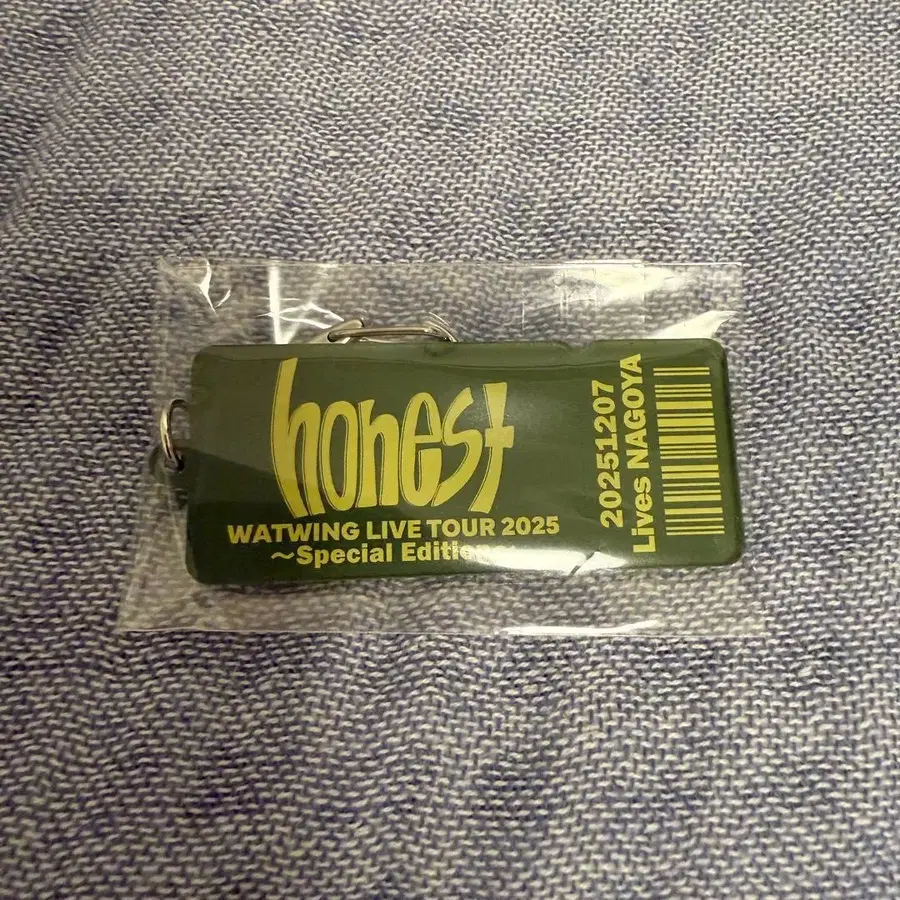 honest
WATWING LIVE TOUR 2025
～Special Edition～
20251207
Lives NAGOYA